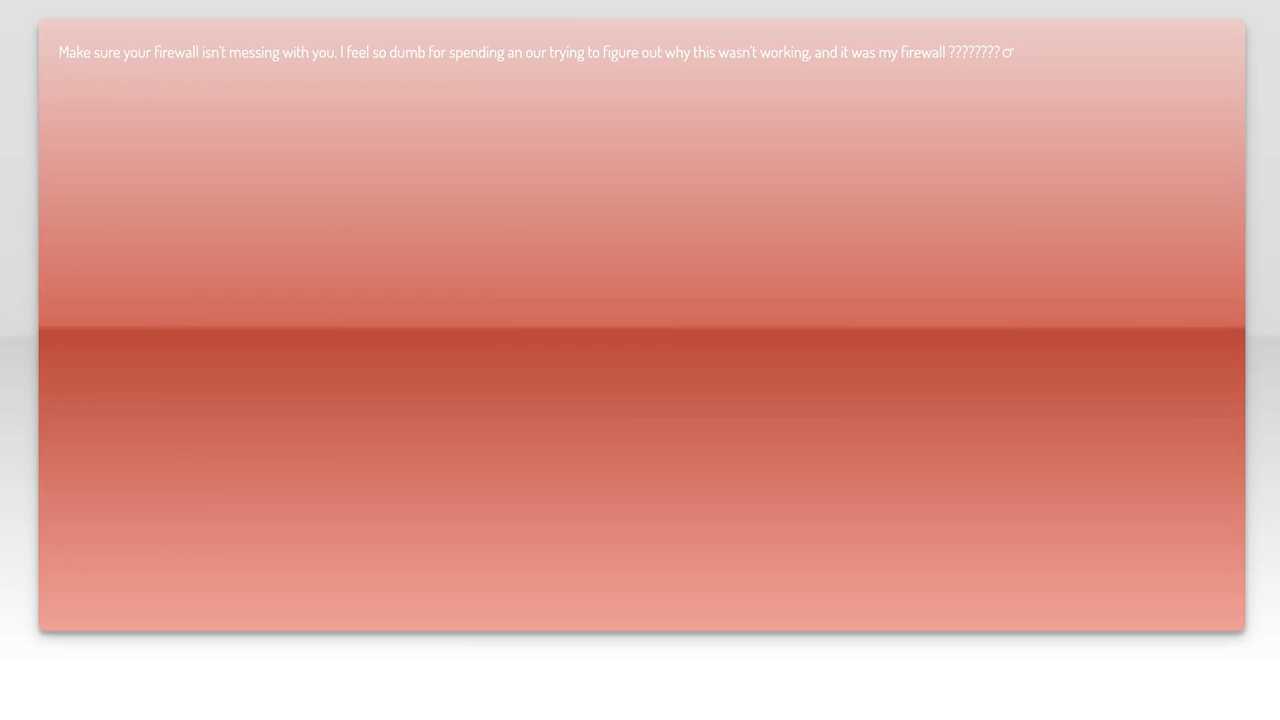 Make sure your firewall isn't messing with you. I feel so dumb for spending an our trying to figure out why this wasn't working, and it was my firewall ????????♂